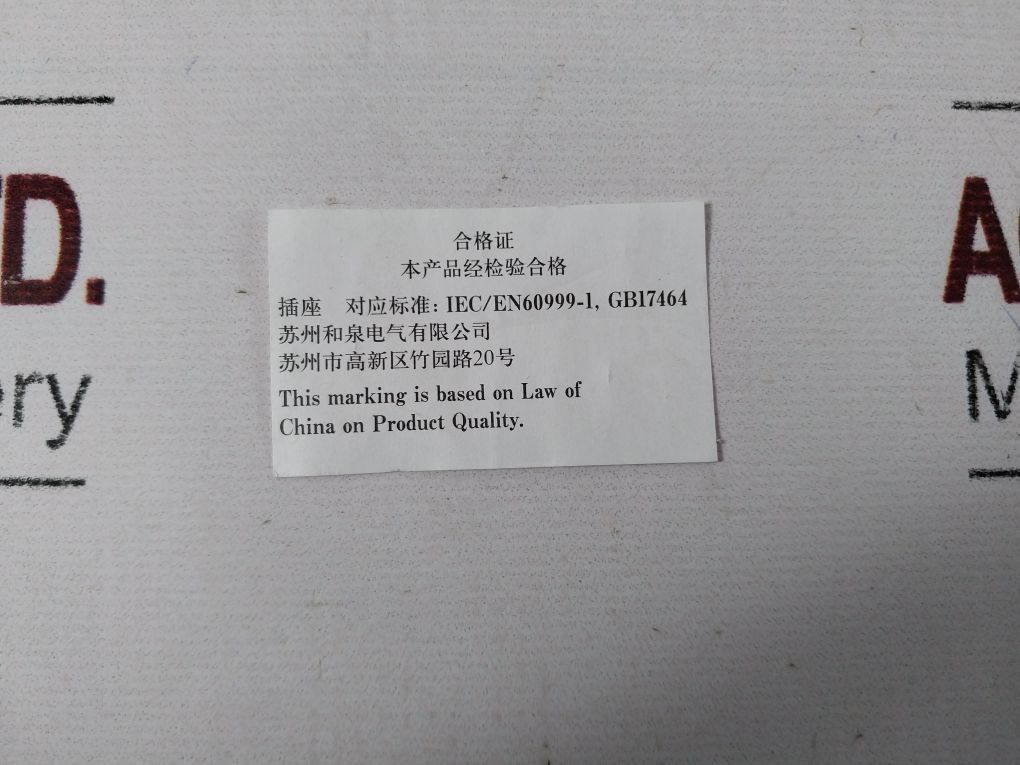 合格证
本产品经检验合格
插座 对应标准: IEC/EN60999-1, GB17464
苏州和泉电气有限公司
苏州市高新区竹园路20号
This marking is based on Law of
China on Product Quality.
D.
ry
A
M